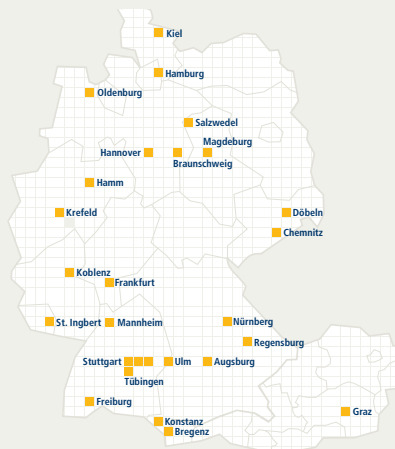 Kiel
Hamburg
Oldenburg
Salzwedel
Magdeburg
Hannover
Braunschweig
Hamm
Krefeld
Döbeln
Chemnitz
Koblenz
Frankfurt
St. Ingbert
Mannheim
Nürnberg
Regensburg
Stuttgart
Ulm
Augsburg
Tübingen
Freiburg
Graz
Konstanz
Bregenz